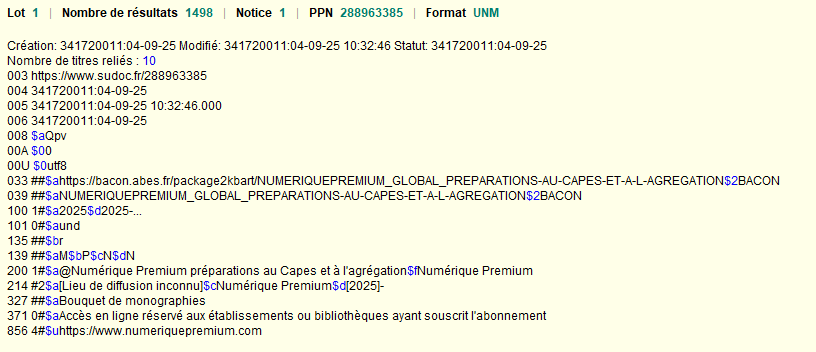 Lot 1 | Nombre de résultats 1498 | Notice 1 | PPN 288963385 | Format UNM
Création: 341720011:04-09-25 Modifié: 341720011:04-09-25 10:32:46 Statut: 341720011:04-09-25
Nombre de titres reliés : 10
003 https://www.sudoc.fr/288963385
004 341720011:04-09-25
005 341720011:04-09-25 10:32:46.000
006 341720011:04-09-25
008 $aQpv
00A $00
00U $0utf8
033 ##$ahttps://bacon.abes.fr/package2kbart/NUMERIQUEPREMIUM_GLOBAL_PREPARATIONS-AU-CAPES-ET-A-L-AGREGATION$2BACON
039 ##$aNUMERIQUEPREMIUM_GLOBAL_PREPARATIONS-AU-CAPES-ET-A-L-AGREGATION$2BACON
100 1#$a2025$d2025-...
101 0#$aund
135 ##$br
139 ##$aM$bP$cN$dN
200 1#$a@Numérique Premium préparations au Capes et à l'agrégation$fNumérique Premium
214 #2$a[Lieu de diffusion inconnu]$cNumérique Premium$d[2025]-
327 ##$aBouquet de monographies
371 0#$aAccès en ligne réservé aux établissements ou bibliothèques ayant souscrit l'abonnement
856 4#$uhttps://www.numeriquepremium.com